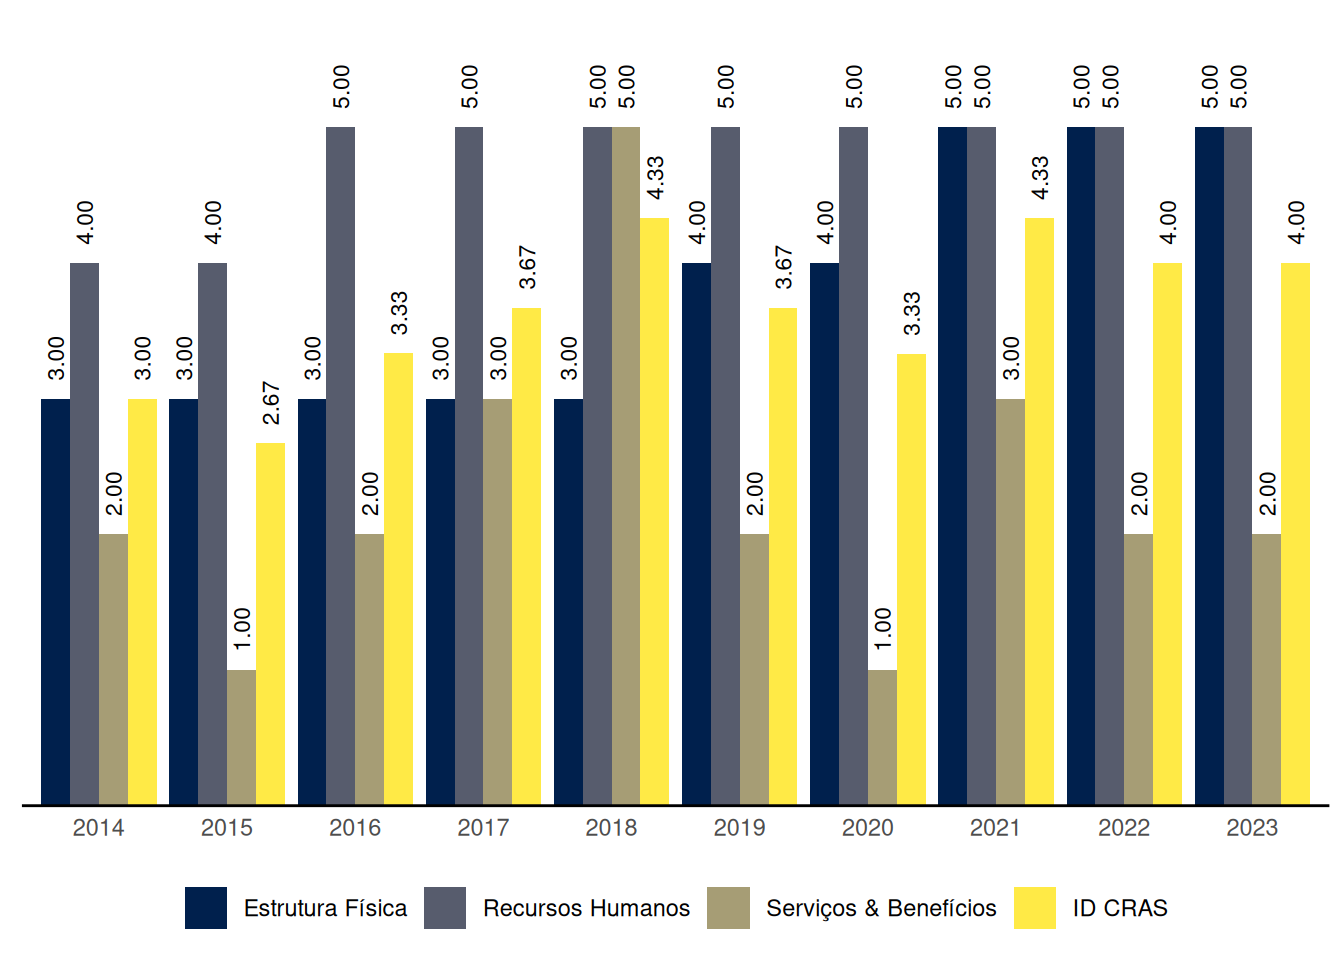 5.00 5.00 5.00 5.00 5.00 5.00 5.00 5.00 5.00 5.00 5.00 5.00
4.33 4.33
4.00 4.00 4.00 4.00 4.00 4.00
3.67 3.67
3.33 3.33
3.00 3.00 3.00 3.00 3.00 3.00 3.00 3.00
2.67
2.00 2.00 2.00 2.00 2.00
1.00 1.00
2014 2015 2016 2017 2018 2019 2020 2021 2022 2023
Estrutura Física Recursos Humanos Serviços & Benefícios ID CRAS